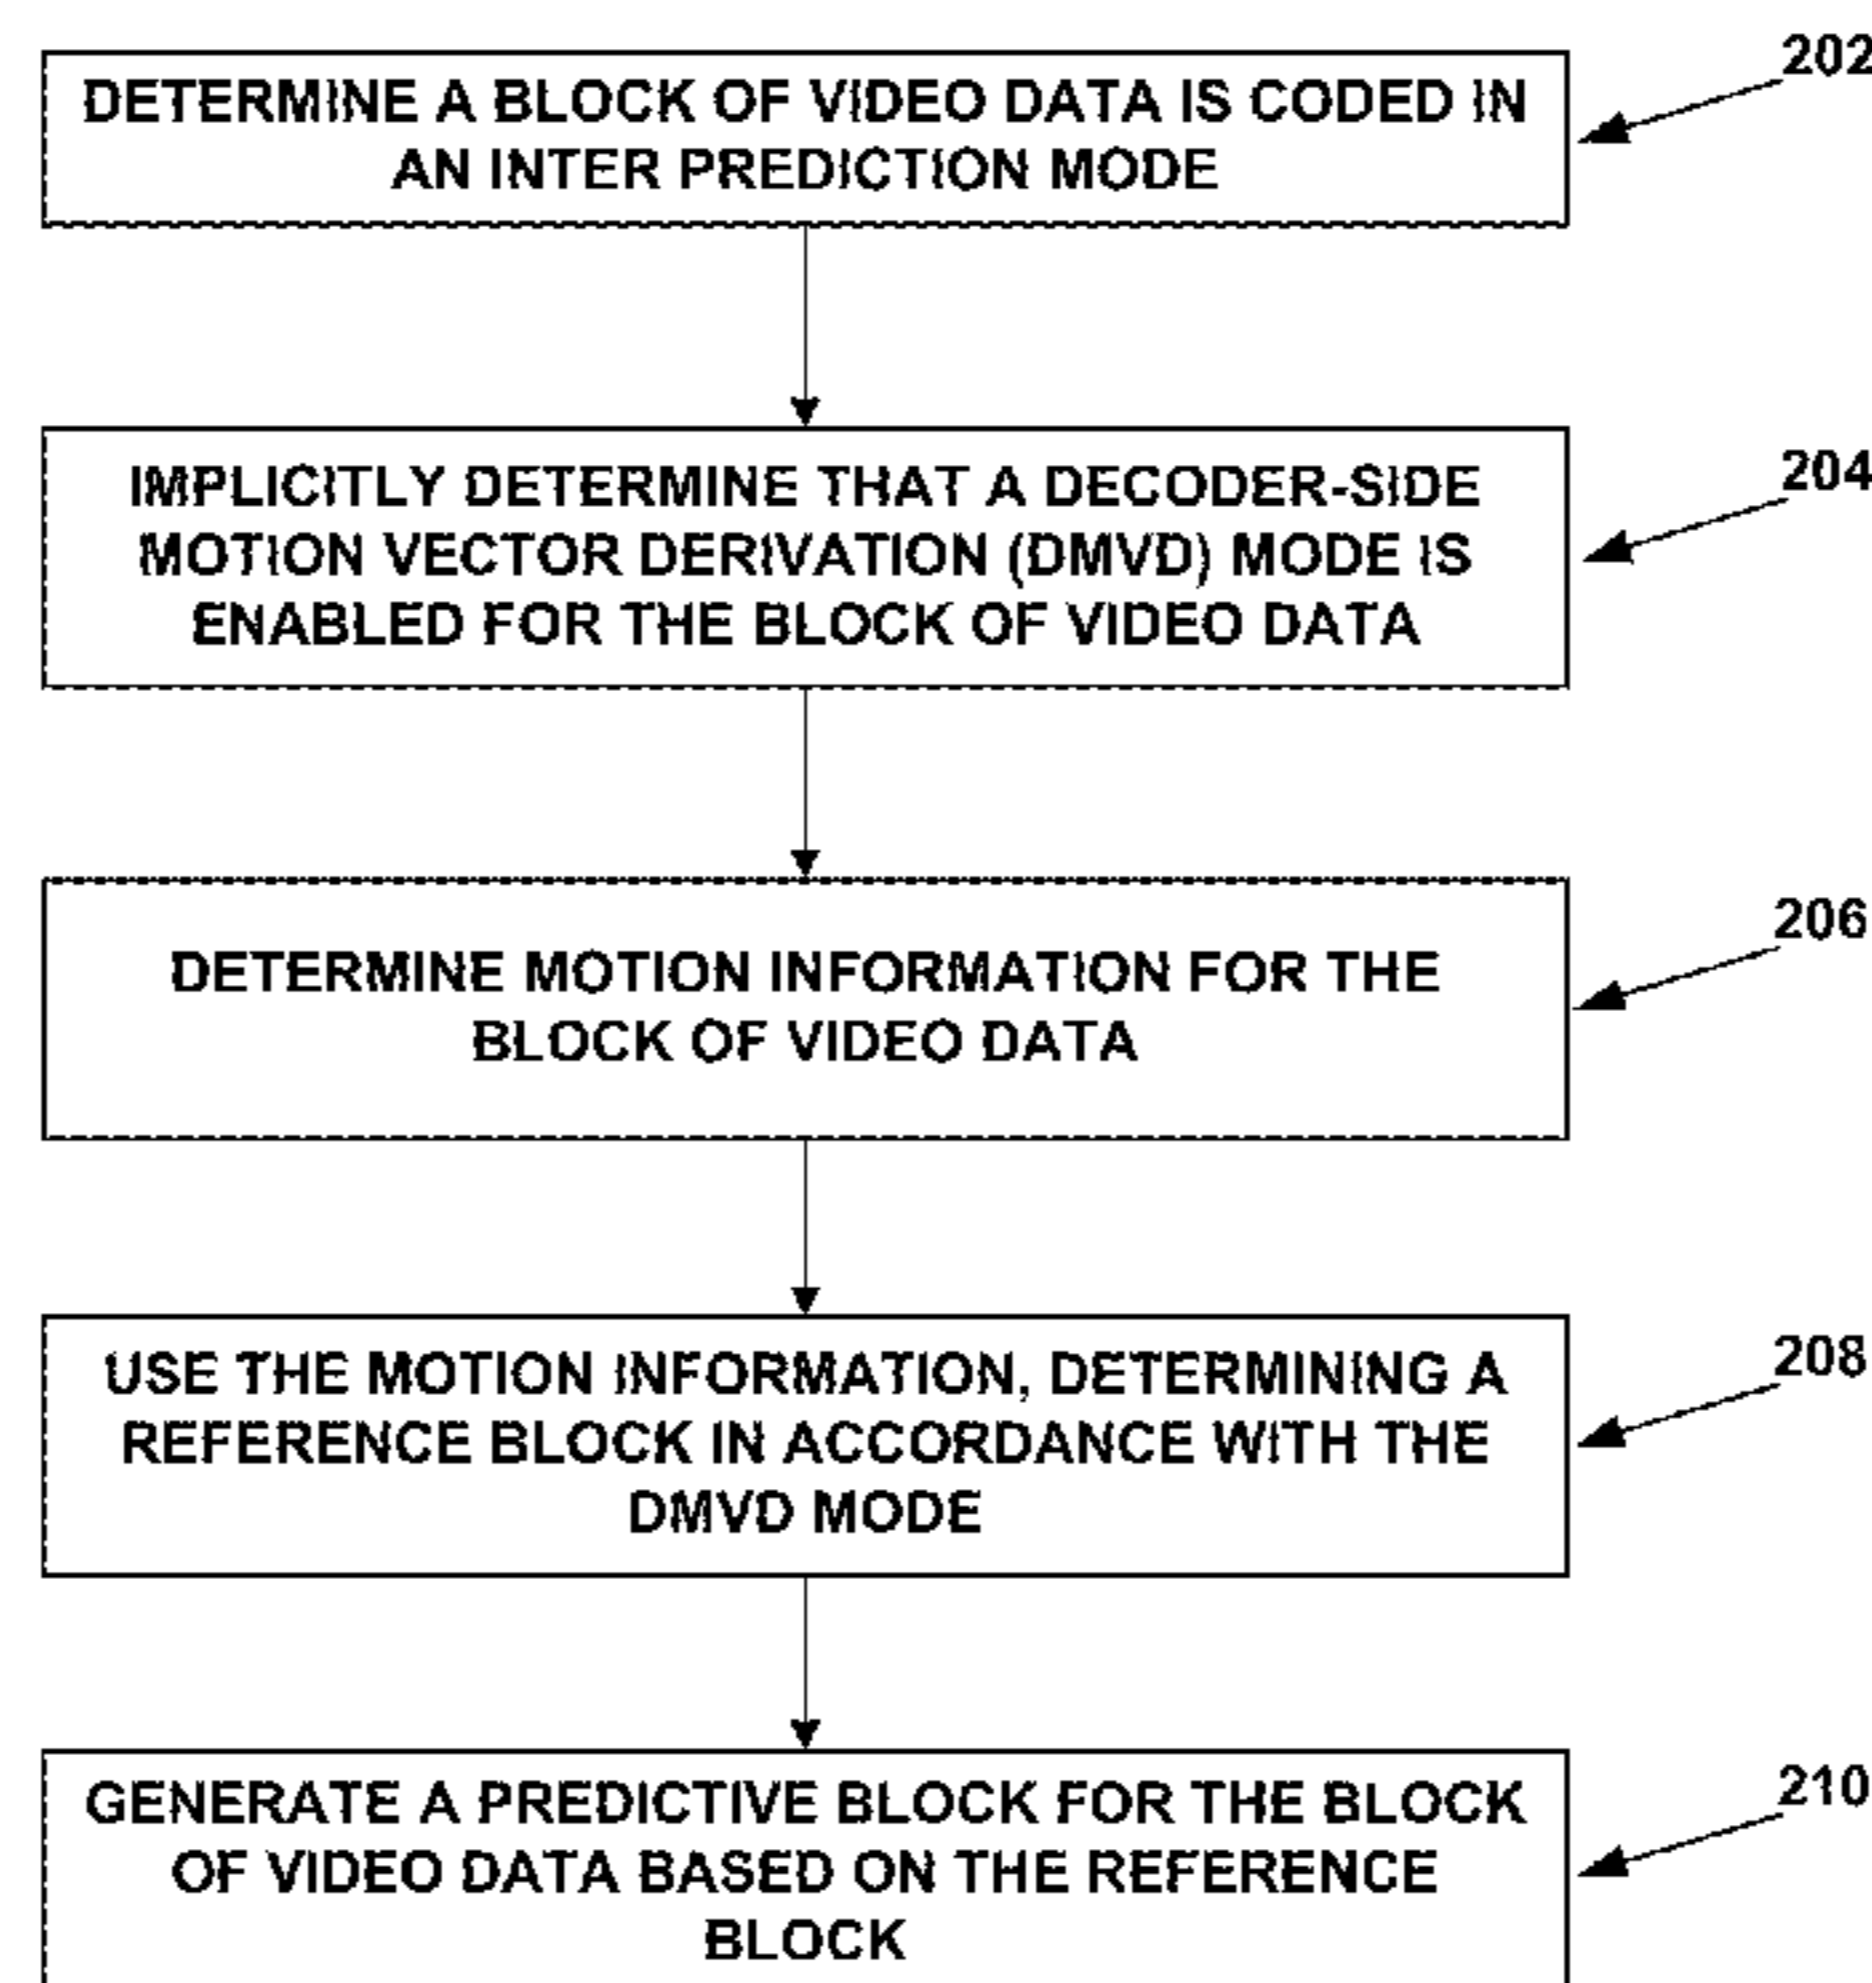 202
DETERMINE A BLOCK OF VIDEO DATA IS CODED IN
AN INTER PREDICTION MODE
204
IMPLICITLY DETERMINE THAT A DECODER-SIDE
MOTION VECTOR DERIVATION (DMVD) MODE IS
ENABLED FOR THE BLOCK OF VIDEO DATA
206
DETERMINE MOTION INFORMATION FOR THE
BLOCK OF VIDEO DATA
208
USE THE MOTION INFORMATION, DETERMINING A
REFERENCE BLOCK IN ACCORDANCE WITH THE
DMVD MODE
210
GENERATE A PREDICTIVE BLOCK FOR THE BLOCK
OF VIDEO DATA BASED ON THE REFERENCE
BLOCK